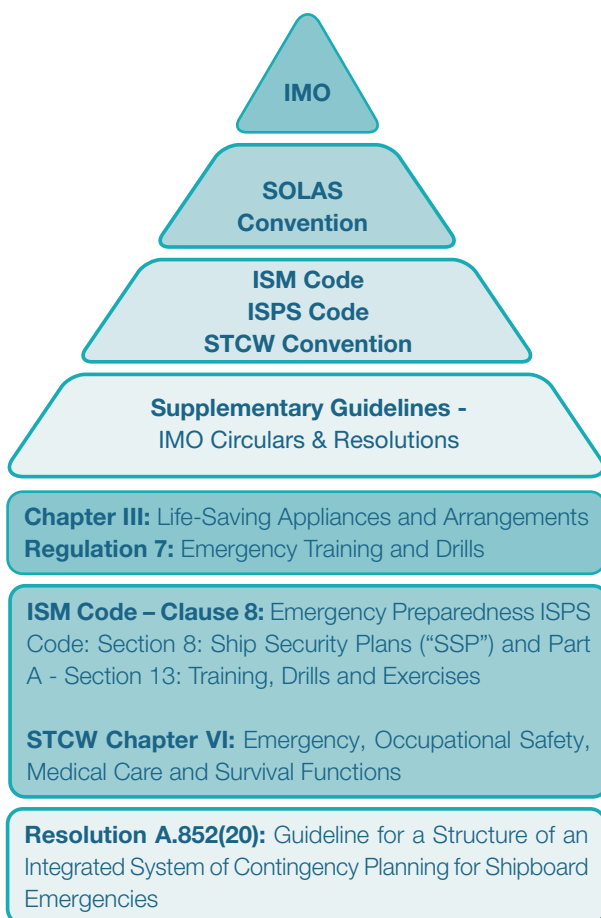 IMO
SOLAS
Convention
ISM Code
ISPS Code
STCW Convention
Supplementary Guidelines -
IMO Circulars & Resolutions
Chapter III: Life-Saving Appliances and Arrangements
Regulation 7: Emergency Training and Drills
ISM Code – Clause 8: Emergency Preparedness ISPS
Code: Section 8: Ship Security Plans (“SSP”) and Part
A - Section 13: Training, Drills and Exercises
STCW Chapter VI: Emergency, Occupational Safety,
Medical Care and Survival Functions
Resolution A.852(20): Guideline for a Structure of an
Integrated System of Contingency Planning for Shipboard
Emergencies